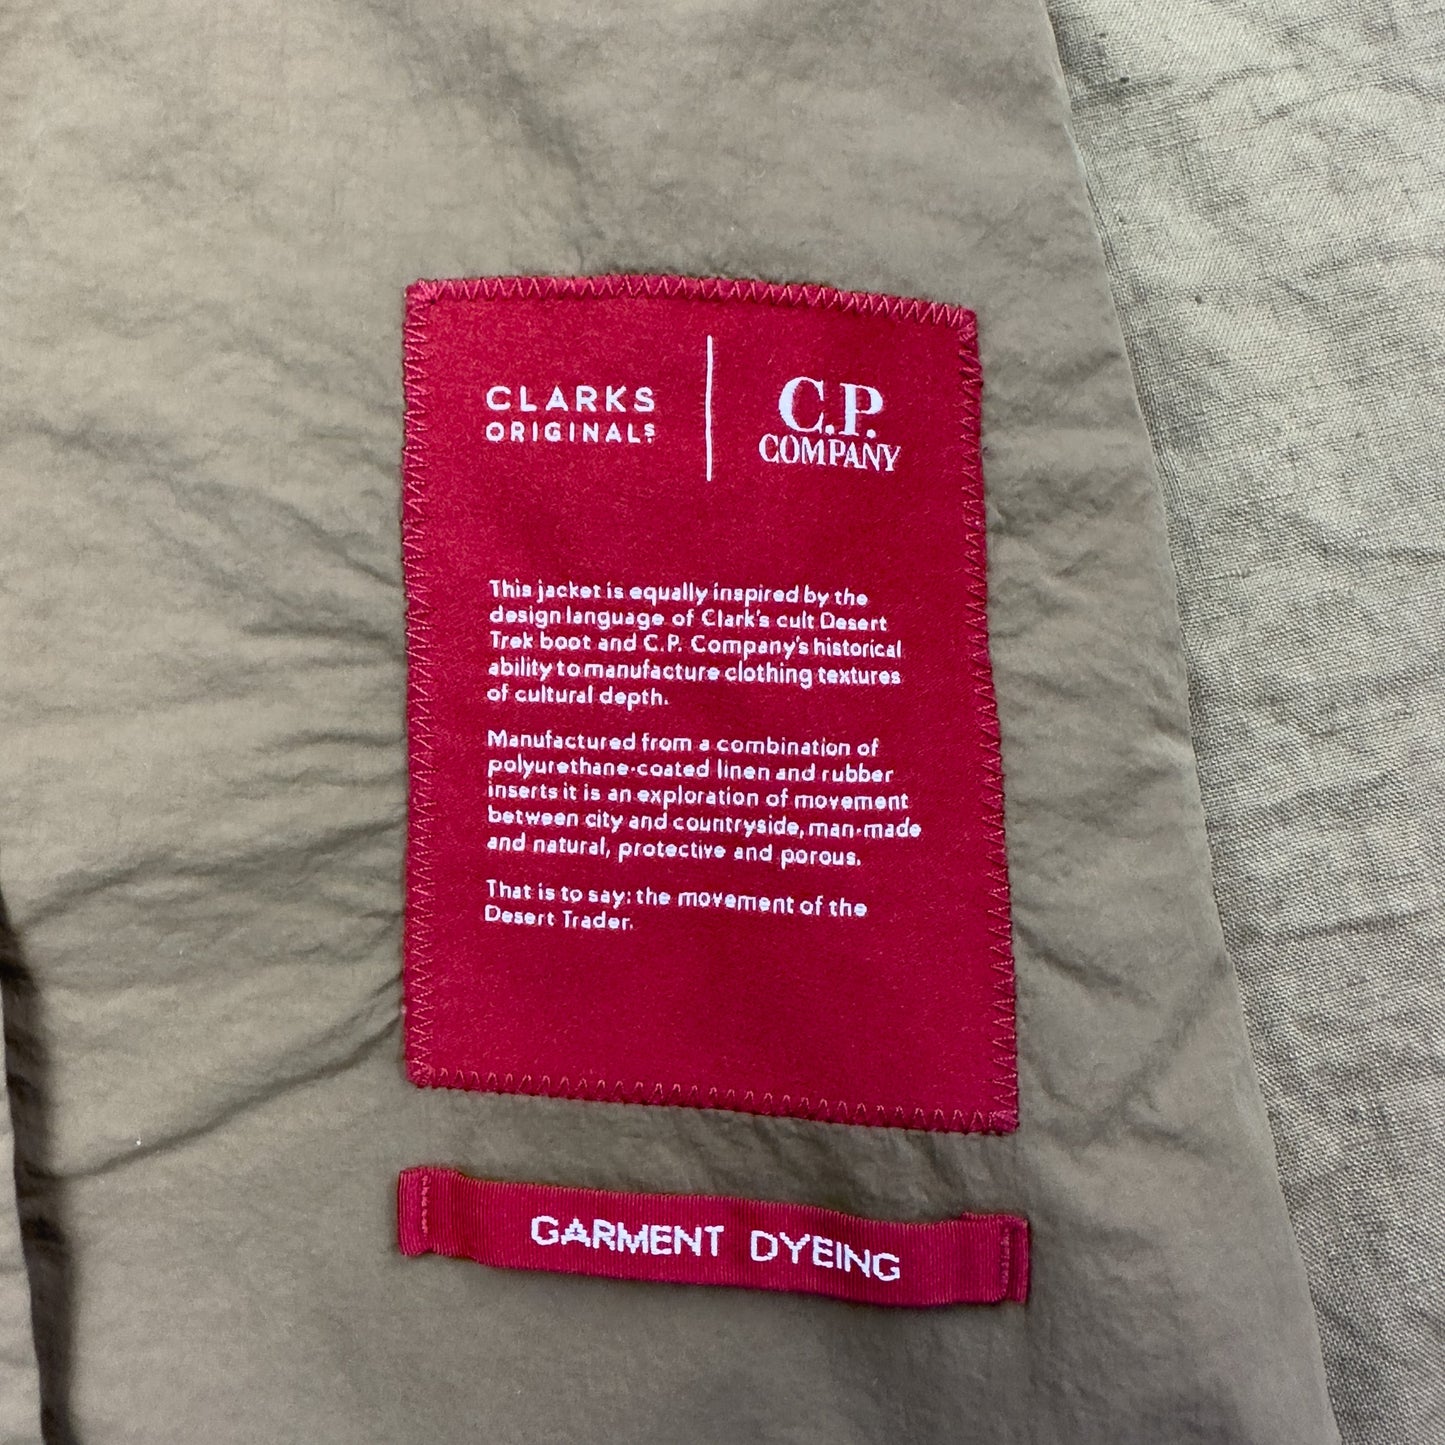 CLARKS
ORIGINALS
C.P.
COMPANY
This jacket is equally inspired by the
design language of Clark's cult Desert
Trek boot and C.P. Company's historical
ability to manufacture clothing textures
of cultural depth.
Manufactured from a combination of
polyurethane-coated linen and rubber
inserts it is an exploration of movement
between city and countryside, man-made
and natural, protective and porous.
That is to say: the movement of the
Desert Trader.
GARMENT DYEING